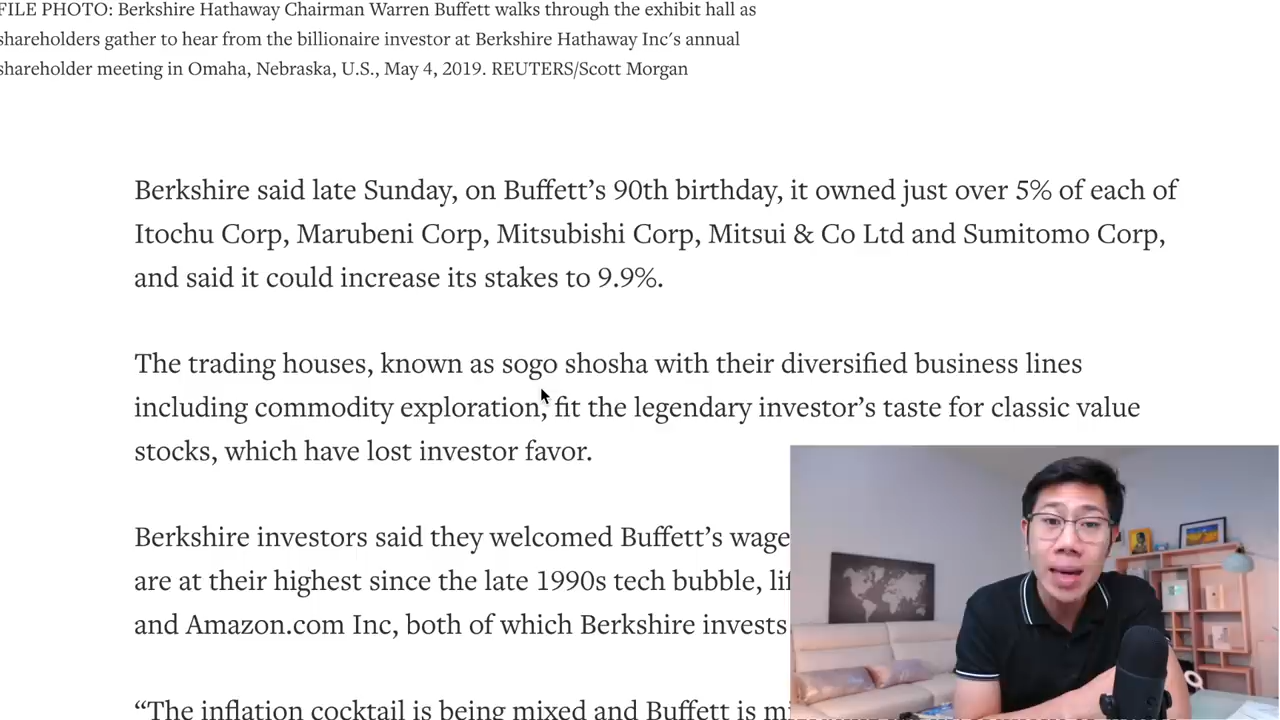 FILE PHOTO: Berkshire Hathaway Chairman Warren Buffett walks through the exhibit hall as
shareholders gather to hear from the billionaire investor at Berkshire Hathaway Inc's annual
shareholder meeting in Omaha, Nebraska, U.S., May 4, 2019. REUTERS/Scott Morgan
Berkshire said late Sunday, on Buffett’s 90th birthday, it owned just over 5% of each of
Itochu Corp, Marubeni Corp, Mitsubishi Corp, Mitsui & Co Ltd and Sumitomo Corp,
and said it could increase its stakes to 9.9%.
The trading houses, known as sogo shosha with their diversified business lines
including commodity exploration, fit the legendary investor’s taste for classic value
stocks, which have lost investor favor.
Berkshire investors said they welcomed Buffett’s wage
are at their highest since the late 1990s tech bubble,
and Amazon.com Inc, both of which Berkshire invests
“The inflation cocktail is being mixed and Buffett is